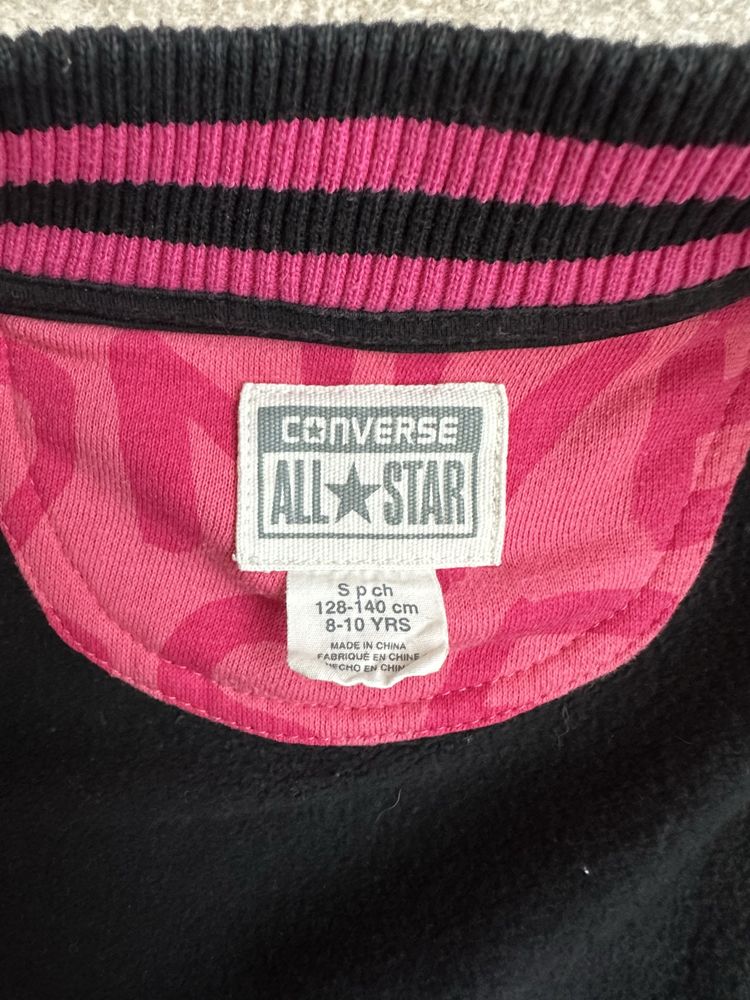 CONVERSE
ALL★STAR
S p ch
128-140 cm
8-10 YRS
MADE IN CHINA
FABRIQUÉ EN CHINE
HECHO EN CHINA